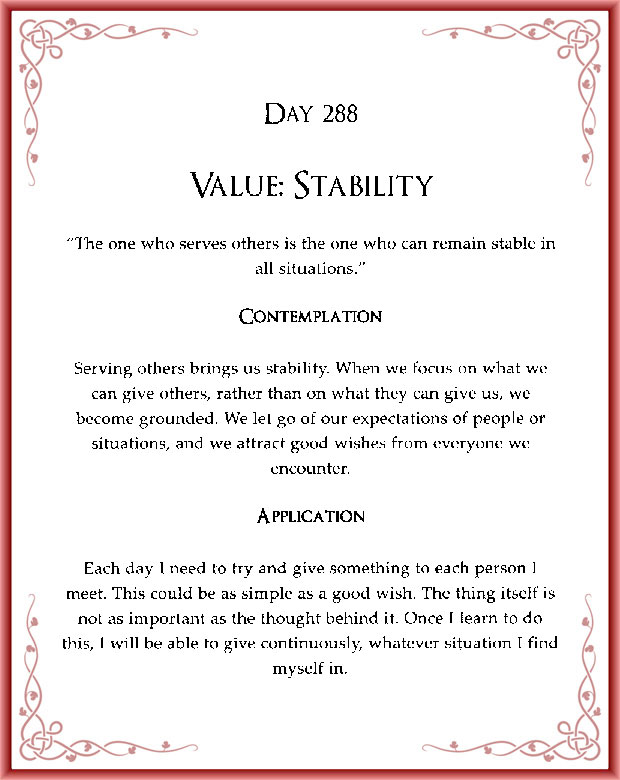 Day 288
Value: Stability
“The one who serves others is the one who can remain stable in
all situations.”
Contemplation
Serving others brings us stability. When we focus on what we
can give others, rather than on what they can give us, we
become grounded. We let go of our expectations of people or
situations, and we attract good wishes from everyone we
encounter.
Application
Each day I need to try and give something to each person I
meet. This could be as simple as a good wish. The thing itself is
not as important as the thought behind it. Once I learn to do
this, I will be able to give continuously, whatever situation I find
myself in.